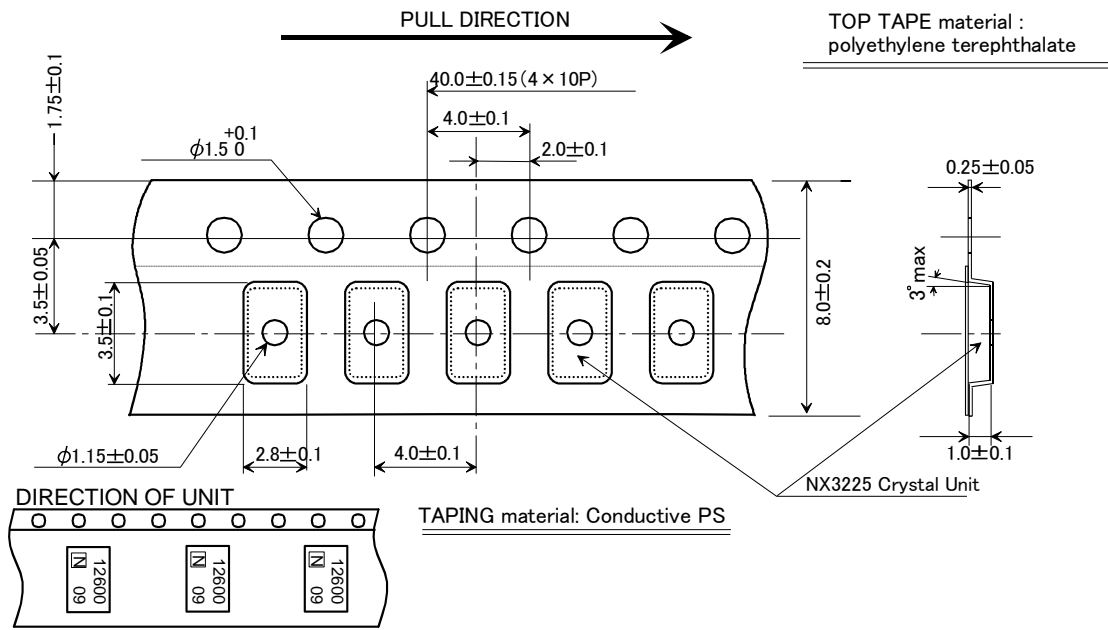 PULL DIRECTION
TOP TAPE material :
polyethylene terephthalate
1.75±0.1
40.0±0.15(4×10P)
4.0±0.1
+0.1
φ1.5 0
2.0±0.1
0.25±0.05
3.5±0.05
3.5±0.1
8.0±0.2
3°max
φ1.15±0.05
2.8±0.1
4.0±0.1
1.0±0.1
NX3225 Crystal Unit
DIRECTION OF UNIT
TAPING material: Conductive PS
12600
N 09
12600
N 09
12600
N 09